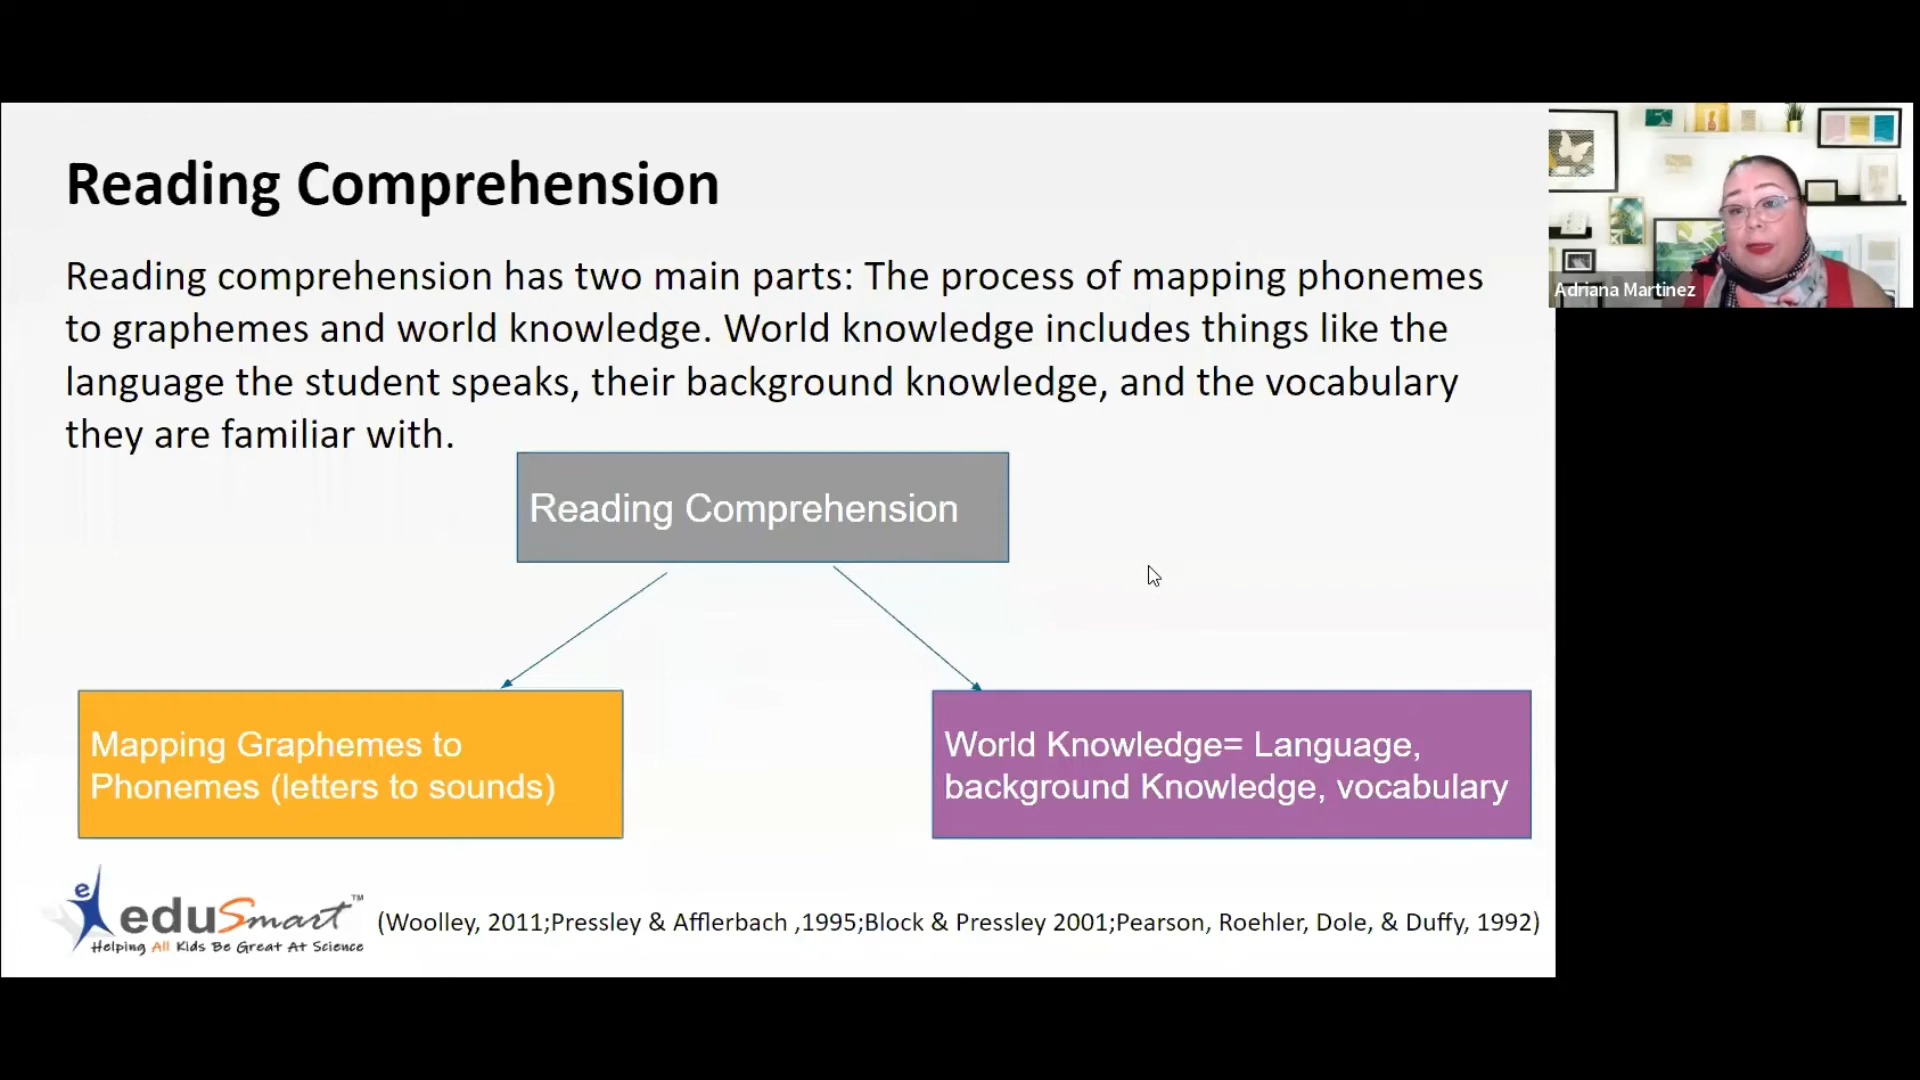 Reading Comprehension
Reading comprehension has two main parts: The process of mapping phonemes
to graphemes and world knowledge. World knowledge includes things like the
language the student speaks, their background knowledge, and the vocabulary
they are familiar with.
Reading Comprehension
Mapping Graphemes to
Phonemes (letters to sounds)
World Knowledge= Language,
background Knowledge, vocabulary
e
eduSmart™
Helping All Kids Be Great At Science
(Woolley, 2011;Pressley & Afflerbach ,1995;Block & Pressley 2001;Pearson, Roehler, Dole, & Duffy, 1992)
Adriana Martinez